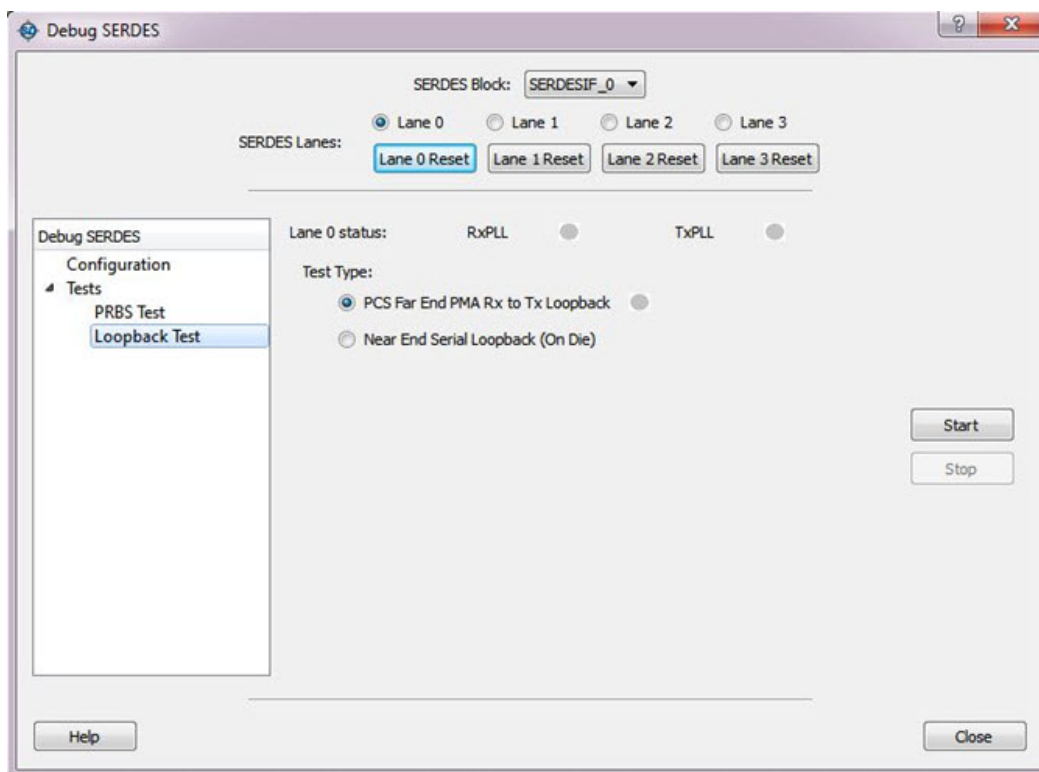 Debug SERDES
SERDES Block: SERDESIF_0
SERDES Lanes: Lane 0 Lane 1 Lane 2 Lane 3
Lane 0 Reset Lane 1 Reset Lane 2 Reset Lane 3 Reset
Debug SERDES
Configuration
Tests
PRBS Test
Loopback Test
Lane 0 status: RxPLL TxPLL
Test Type:
PCS Far End PMA Rx to Tx Loopback
Near End Serial Loopback (On Die)
Start
Stop
Help
Close